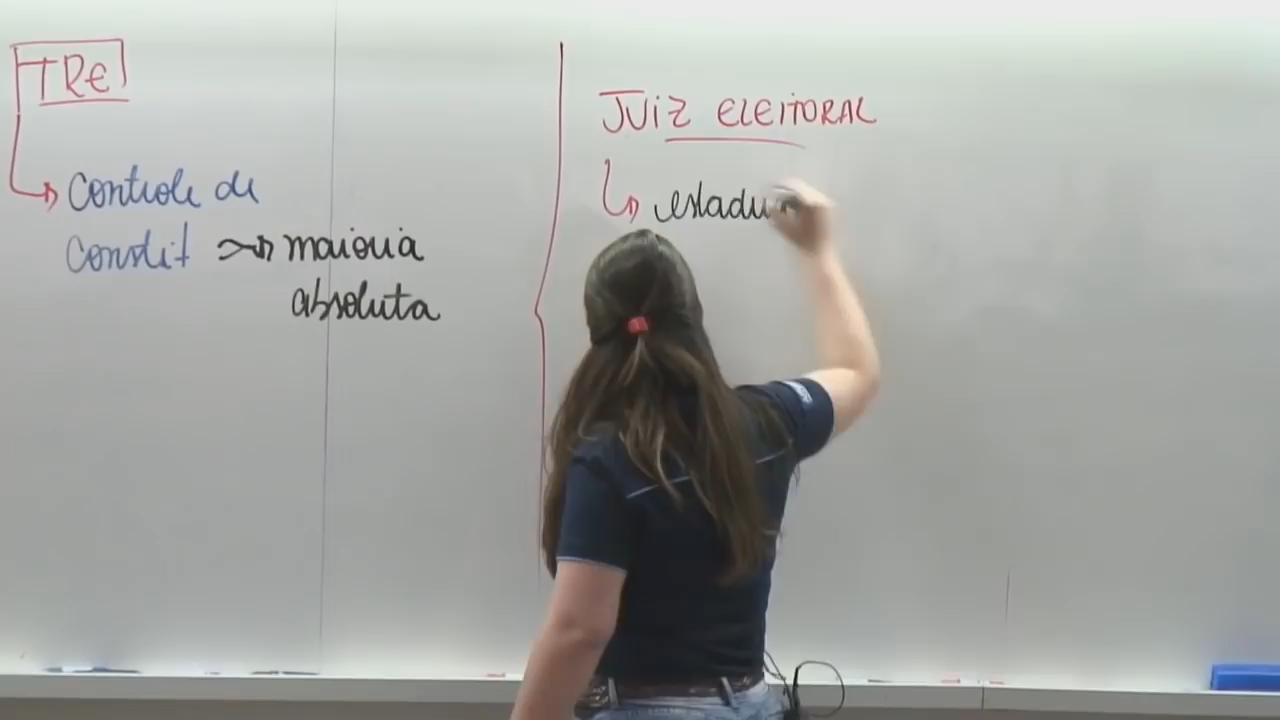 TRE
Controle de
Constit → maioria
absoluta
JUIZ ELEITORAL
↳ estadu